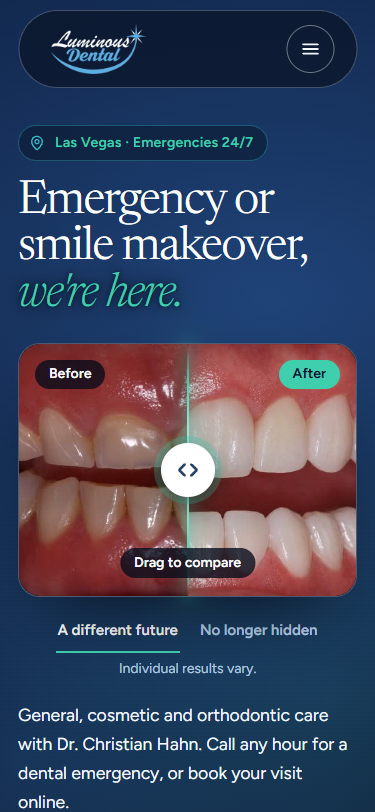 Luminous
Dental
Las Vegas · Emergencies 24/7
Emergency or
smile makeover,
we're here.
Before
After
Drag to compare
A different future
No longer hidden
Individual results vary.
General, cosmetic and orthodontic care
with Dr. Christian Hahn. Call any hour for a
dental emergency, or book your visit
online.